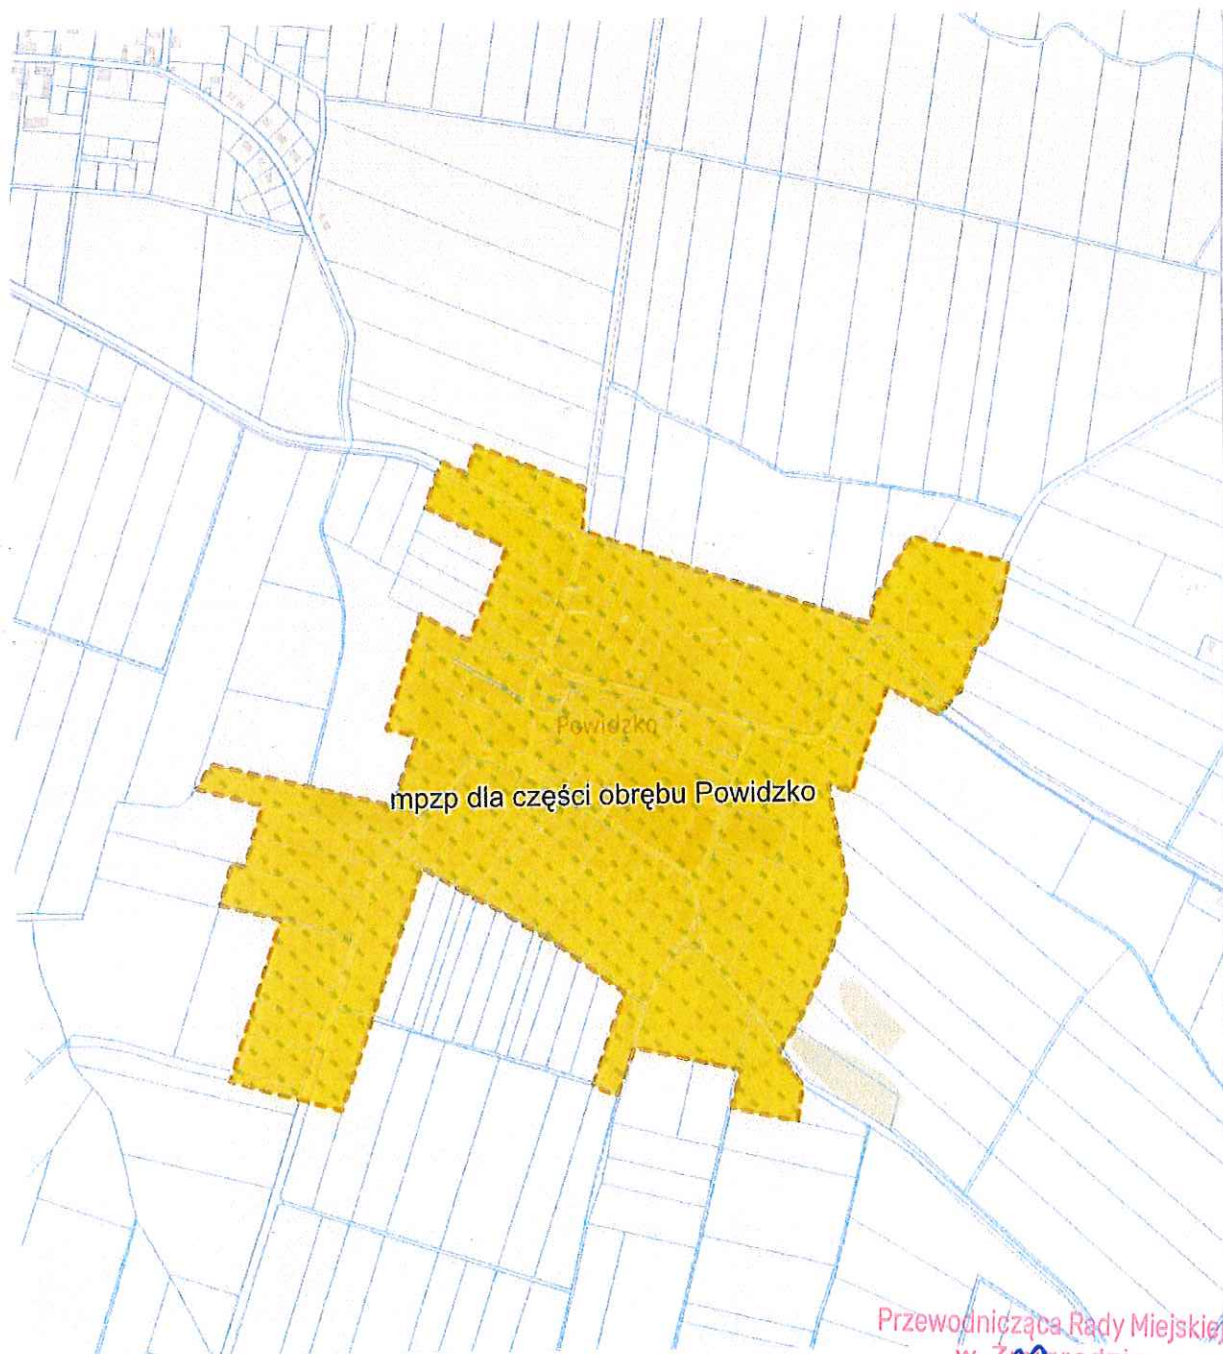 Powidzko
mpzp dla części obrębu Powidzko
Przewodnicząca Rady Miejskiej
w